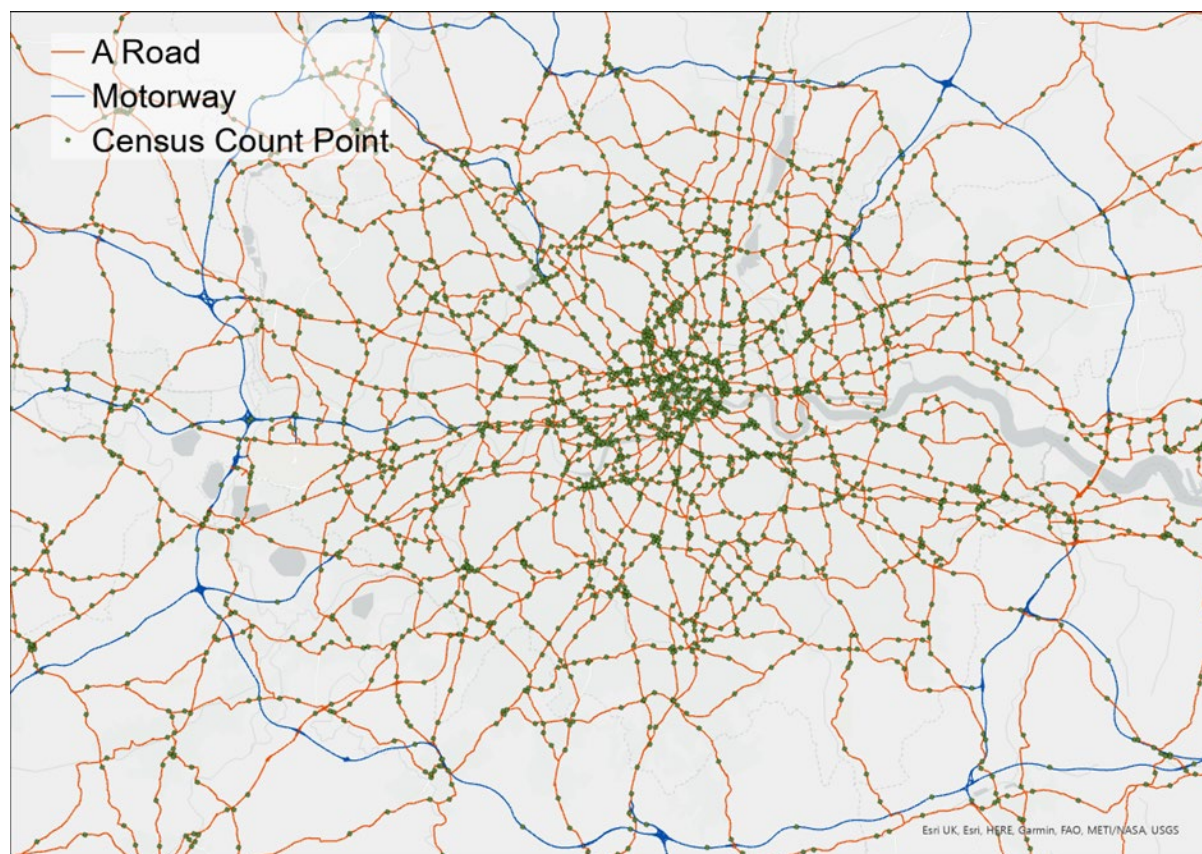 A Road
Motorway
Census Count Point
Esri UK, Esri, HERE, Garmin, FAO, METI/NASA, USGS